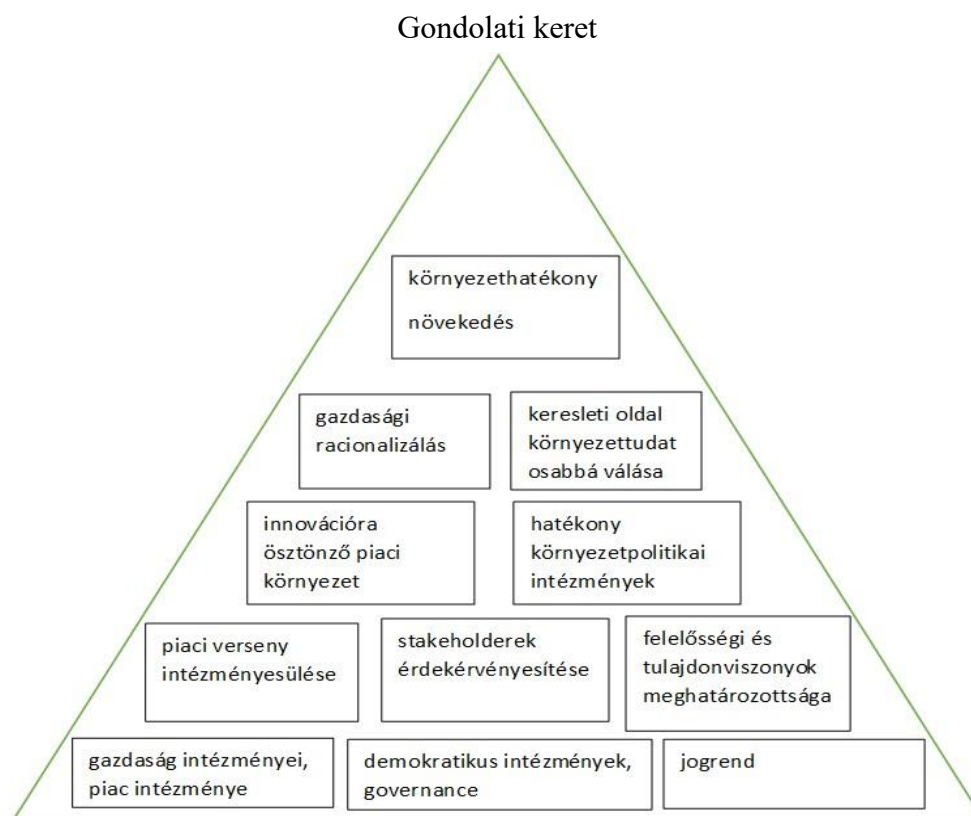 Gondolati keret
környezethatékony
növekedés
gazdasági
racionalizálás
keresleti oldal
környezettudat
osabbá válása
innovációra
ösztönző piaci
környezet
hatékony
környezetpolitikai
intézmények
piaci verseny
intézményesülése
stakeholderek
érdekérvényesítése
felelősségi és
tulajdonviszonyok
meghatározottsága
gazdaság intézményei,
piac intézménye
demokratikus intézmények,
governance
jogrend